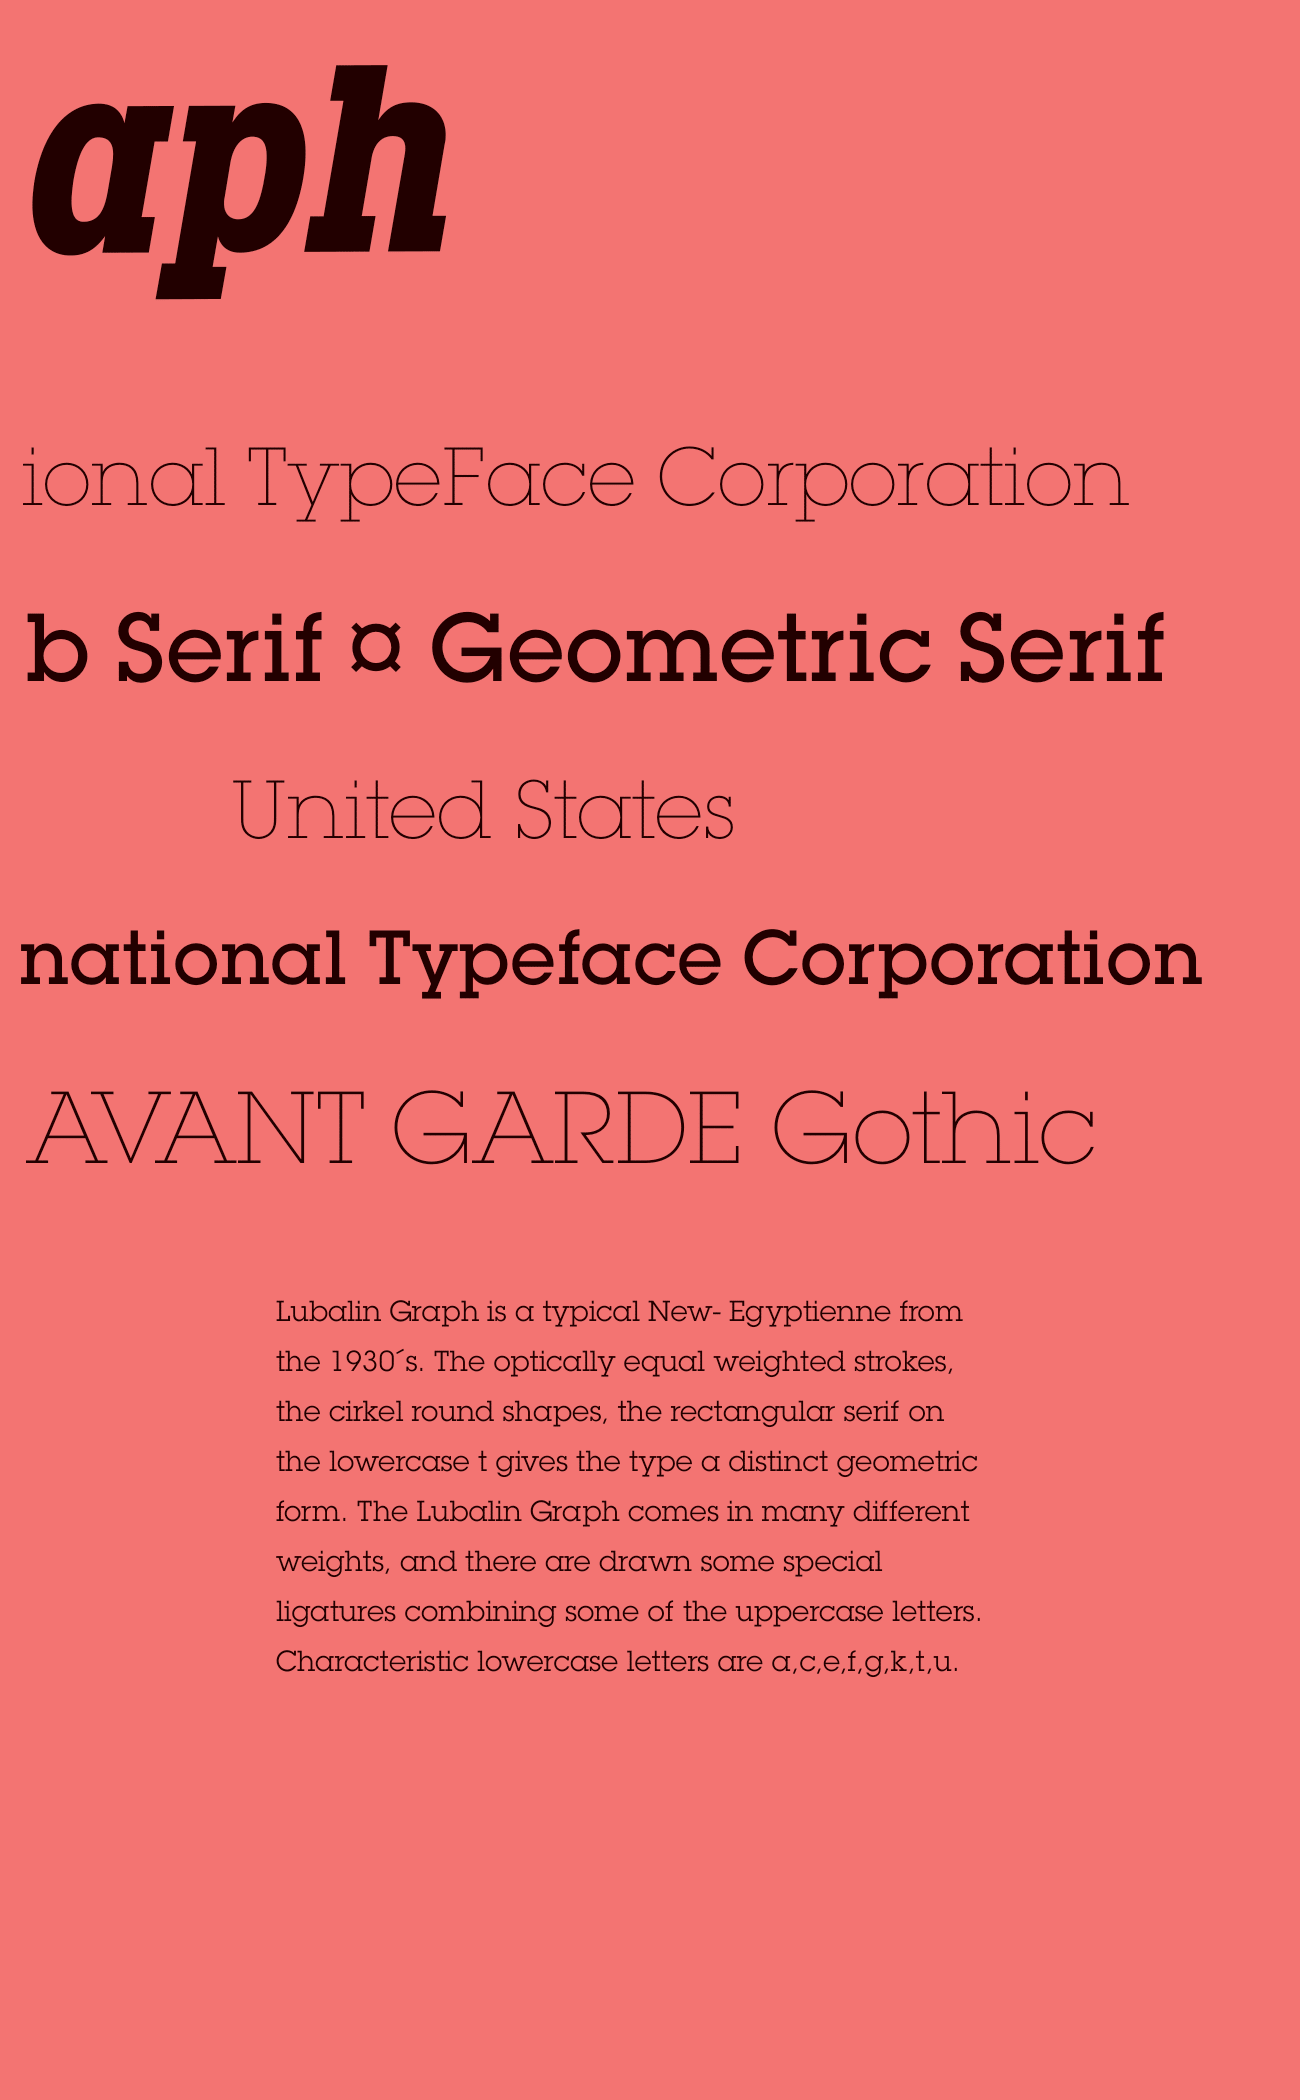 aph
ional TypeFace Corporation
b Serif ¤ Geometric Serif
United States
national Typeface Corporation
AVANT GARDE Gothic
Lubalin Graph is a typical New- Egyptienne from
the 1930´s. The optically equal weighted strokes,
the cirkel round shapes, the rectangular serif on
the lowercase t gives the type a distinct geometric
form. The Lubalin Graph comes in many different
weights, and there are drawn some special
ligatures combining some of the uppercase letters.
Characteristic lowercase letters are a,c,e,f,g,k,t,u.